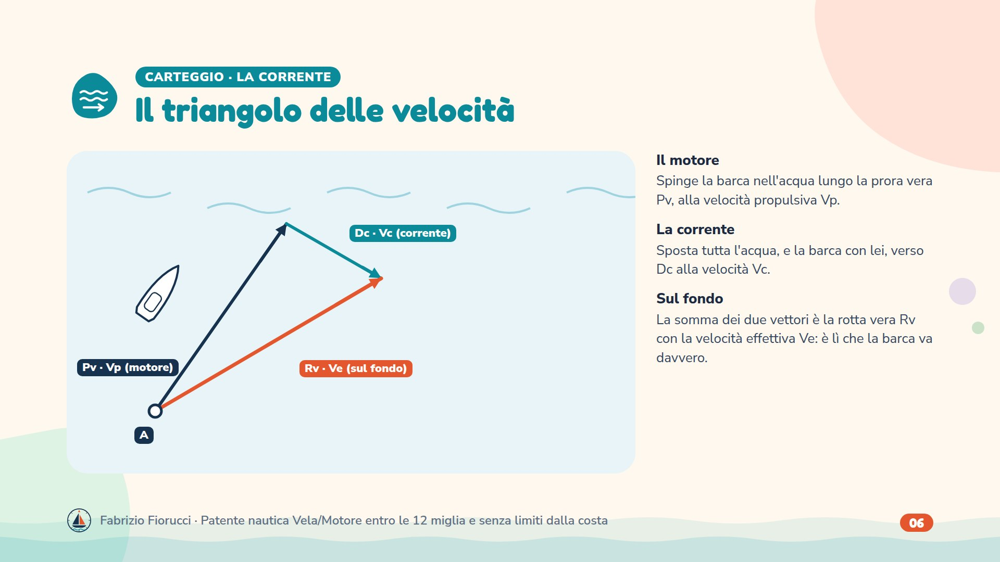 CARTEGGIO · LA CORRENTE
Il triangolo delle velocità
Dc · Vc (corrente)
Pv · Vp (motore)
Rv · Ve (sul fondo)
A
Il motore
Spinge la barca nell'acqua lungo la prora vera
Pv, alla velocità propulsiva Vp.
La corrente
Sposta tutta l'acqua, e la barca con lei, verso
Dc alla velocità Vc.
Sul fondo
La somma dei due vettori è la rotta vera Rv
con la velocità effettiva Ve: è lì che la barca va
davvero.
Fabrizio Fiorucci · Patente nautica Vela/Motore entro le 12 miglia e senza limiti dalla costa
06